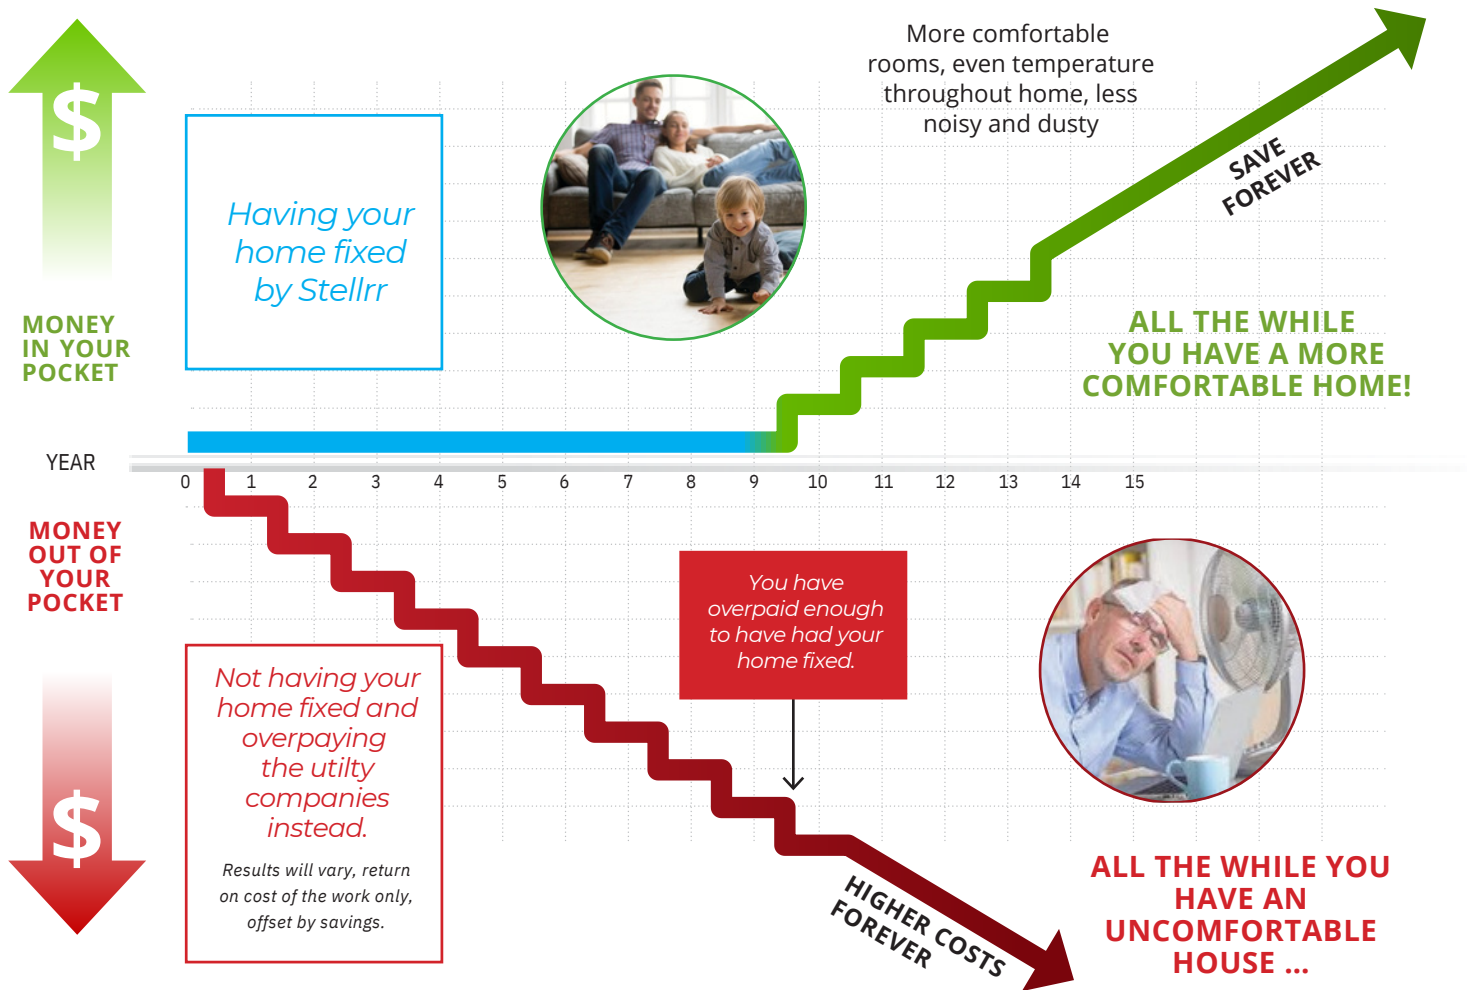 $
MONEY
IN YOUR
POCKET
Having your
home fixed
by Stellrr
More comfortable
rooms, even temperature
throughout home, less
noisy and dusty
SAVE
FOREVER
ALL THE WHILE
YOU HAVE A MORE
COMFORTABLE HOME!
YEAR
0 1 2 3 4 5 6 7 8 9 10 11 12 13 14 15
MONEY
OUT OF
YOUR
POCKET
$
Not having your
home fixed and
overpaying
the utilty
companies
instead.
Results will vary, return
on cost of the work only,
offset by savings.
You have
overpaid enough
to have had your
home fixed.
HIGHER COSTS
FOREVER
ALL THE WHILE YOU
HAVE AN
UNCOMFORTABLE
HOUSE ...